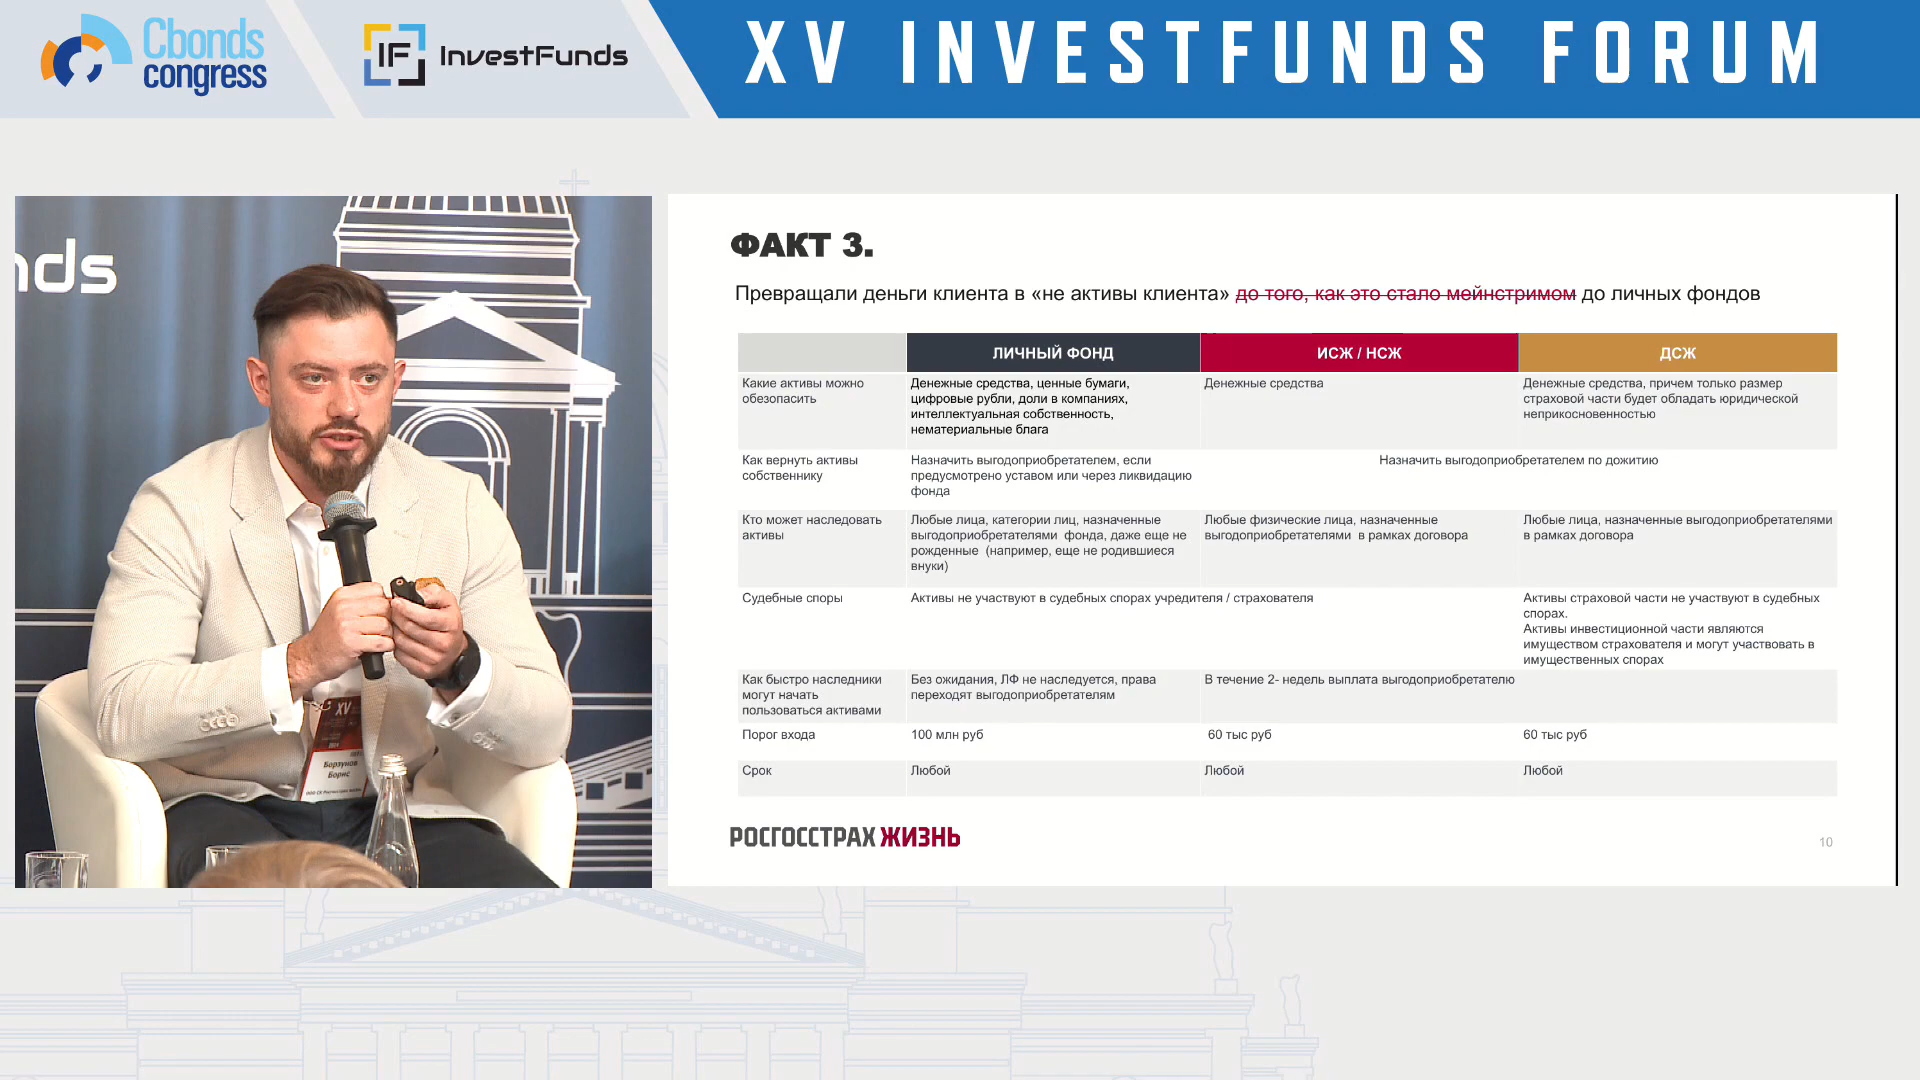 Cbonds
congress
IF InvestFunds
XV INVESTFUNDS FORUM
nds
XV
Борзунов
Борис
ФАКТ 3.
Превращали деньги клиента в «не активы клиента» до того, как это стало мейнстримом до личных фондов
ЛИЧНЫЙ ФОНД
ИСЖ / НСЖ
ДСЖ
Какие активы можно
обезопасить
Денежные средства, ценные бумаги,
цифровые рубли, доли в компаниях,
интеллектуальная собственность,
нематериальные блага
Денежные средства
Денежные средства, причем только размер
страховой части будет обладать юридической
неприкосновенностью
Как вернуть активы
собственнику
Назначить выгодоприобретателем, если
предусмотрено уставом или через ликвидацию
фонда
Назначить выгодоприобретателем по дожитию
Кто может наследовать
активы
Любые лица, категории лиц, назначенные
выгодоприобретателями фонда, даже еще не
рожденные (например, еще не родившиеся
внуки)
Любые физические лица, назначенные
выгодоприобретателями в рамках договора
Любые лица, назначенные выгодоприобретателями
в рамках договора
Судебные споры
Активы не участвуют в судебных спорах учредителя / страхователя
Активы страховой части не участвуют в судебных
спорах.
Активы инвестиционной части являются
имуществом страхователя и могут участвовать в
имущественных спорах
Как быстро наследники
могут начать
пользоваться активами
Без ожидания, ЛФ не наследуется, права
переходят выгодоприобретателям
В течение 2- недель выплата выгодоприобретателю
Порог входа
100 млн руб
60 тыс руб
60 тыс руб
Срок
Любой
Любой
Любой
РОСГОССТРАХ ЖИЗНЬ
10